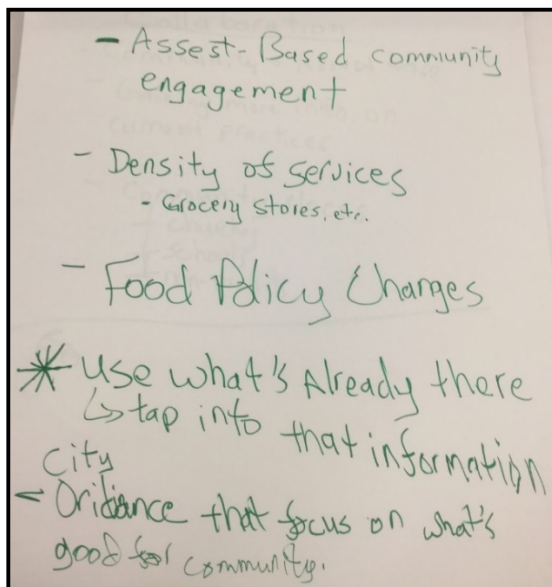 - Assest-Based community
engagement
- Density of services
- Grocery stores, etc.
- Food Policy Changes
* Use what's Already there
↳ tap into that information
City
- Oridiance that focus on what's
good for community.